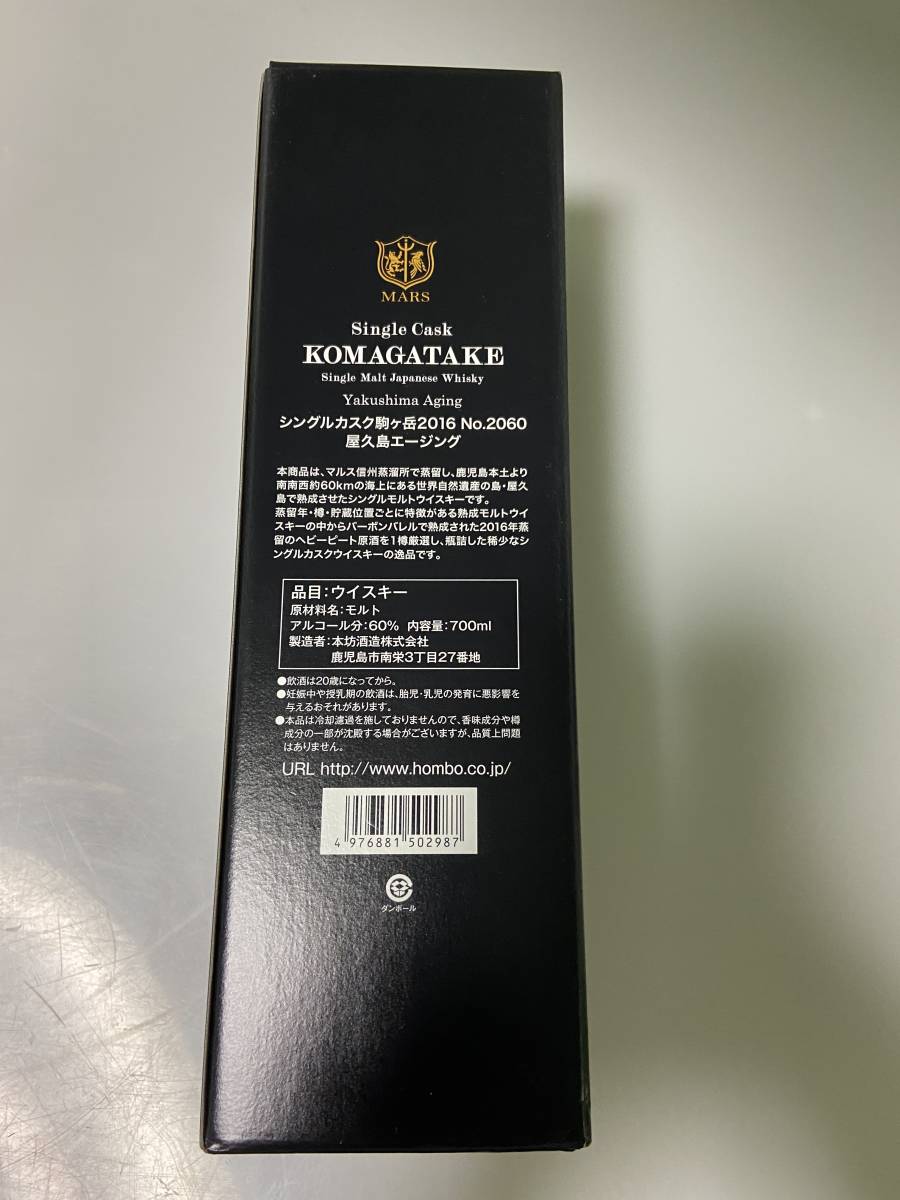 MARS
Single Cask
KOMAGATAKE
Single Malt Japanese Whisky
Yakushima Aging
シングルカスク駒ヶ岳2016 No.2060
屋久島エージング
本商品は、マルス信州蒸溜所で蒸留し、鹿児島本土より
南南西約60kmの海上にある世界自然遺産の島・屋久
島で熟成させたシングルモルトウイスキーです。
蒸留年・樽・貯蔵位置ごとに特徴がある熟成モルトウイ
スキーの中からバーボンバレルで熟成された2016年蒸
留のヘビーピート原酒を1樽厳選し、瓶詰した稀少なシ
ングルカスクウイスキーの逸品です。
品目:ウイスキー
原材料名:モルト
アルコール分:60% 内容量:700ml
製造者:本坊酒造株式会社
鹿児島市南栄3丁目27番地
●飲酒は20歳になってから。
●妊娠中や授乳期の飲酒は、胎児・乳児の発育に悪影響を
与えるおそれがあります。
●本品は冷却濾過を施しておりませんので、香味成分や樽
成分の一部が沈殿する場合がございますが、品質上問題
はありません。
URL http://www.hombo.co.jp/
4 976881 502987
ダンボール